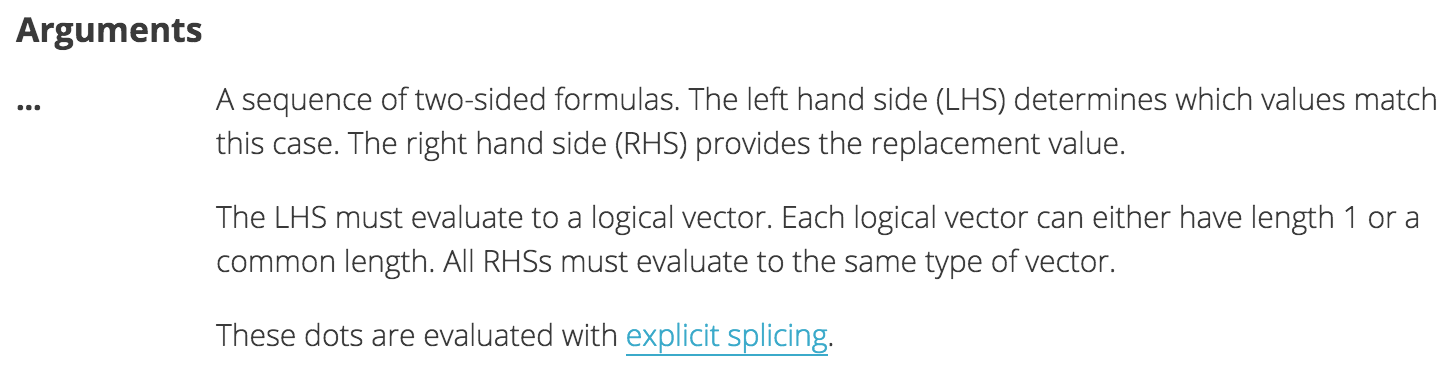 Arguments
... A sequence of two-sided formulas. The left hand side (LHS) determines which values match
this case. The right hand side (RHS) provides the replacement value.
The LHS must evaluate to a logical vector. Each logical vector can either have length 1 or a
common length. All RHSs must evaluate to the same type of vector.
These dots are evaluated with explicit splicing.